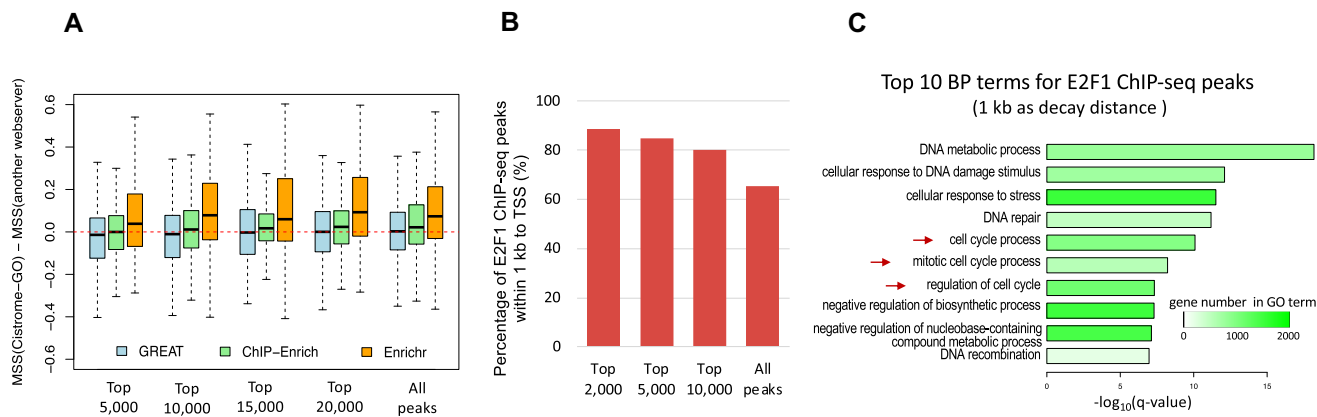 A
MSS(Cistrome−GO) − MSS(another webserver)
0.6
0.4
0.2
0.0
−0.2
−0.4
−0.6
GREAT
ChIP−Enrich
Enrichr
Top
5,000
Top
10,000
Top
15,000
Top
20,000
All
peaks
B
Percentage of E2F1 ChIP-seq peaks
within 1 kb to TSS (%)
100
80
60
40
20
0
Top
2,000
Top
5,000
Top
10,000
All
peaks
C
Top 10 BP terms for E2F1 ChIP-seq peaks
(1 kb as decay distance )
DNA metabolic process
cellular response to DNA damage stimulus
cellular response to stress
DNA repair
cell cycle process
mitotic cell cycle process
regulation of cell cycle
negative regulation of biosynthetic process
negative regulation of nucleobase-containing
compound metabolic process
DNA recombination
gene number in GO term
0 1000 2000
0 5 10 15
-log10(q-value)